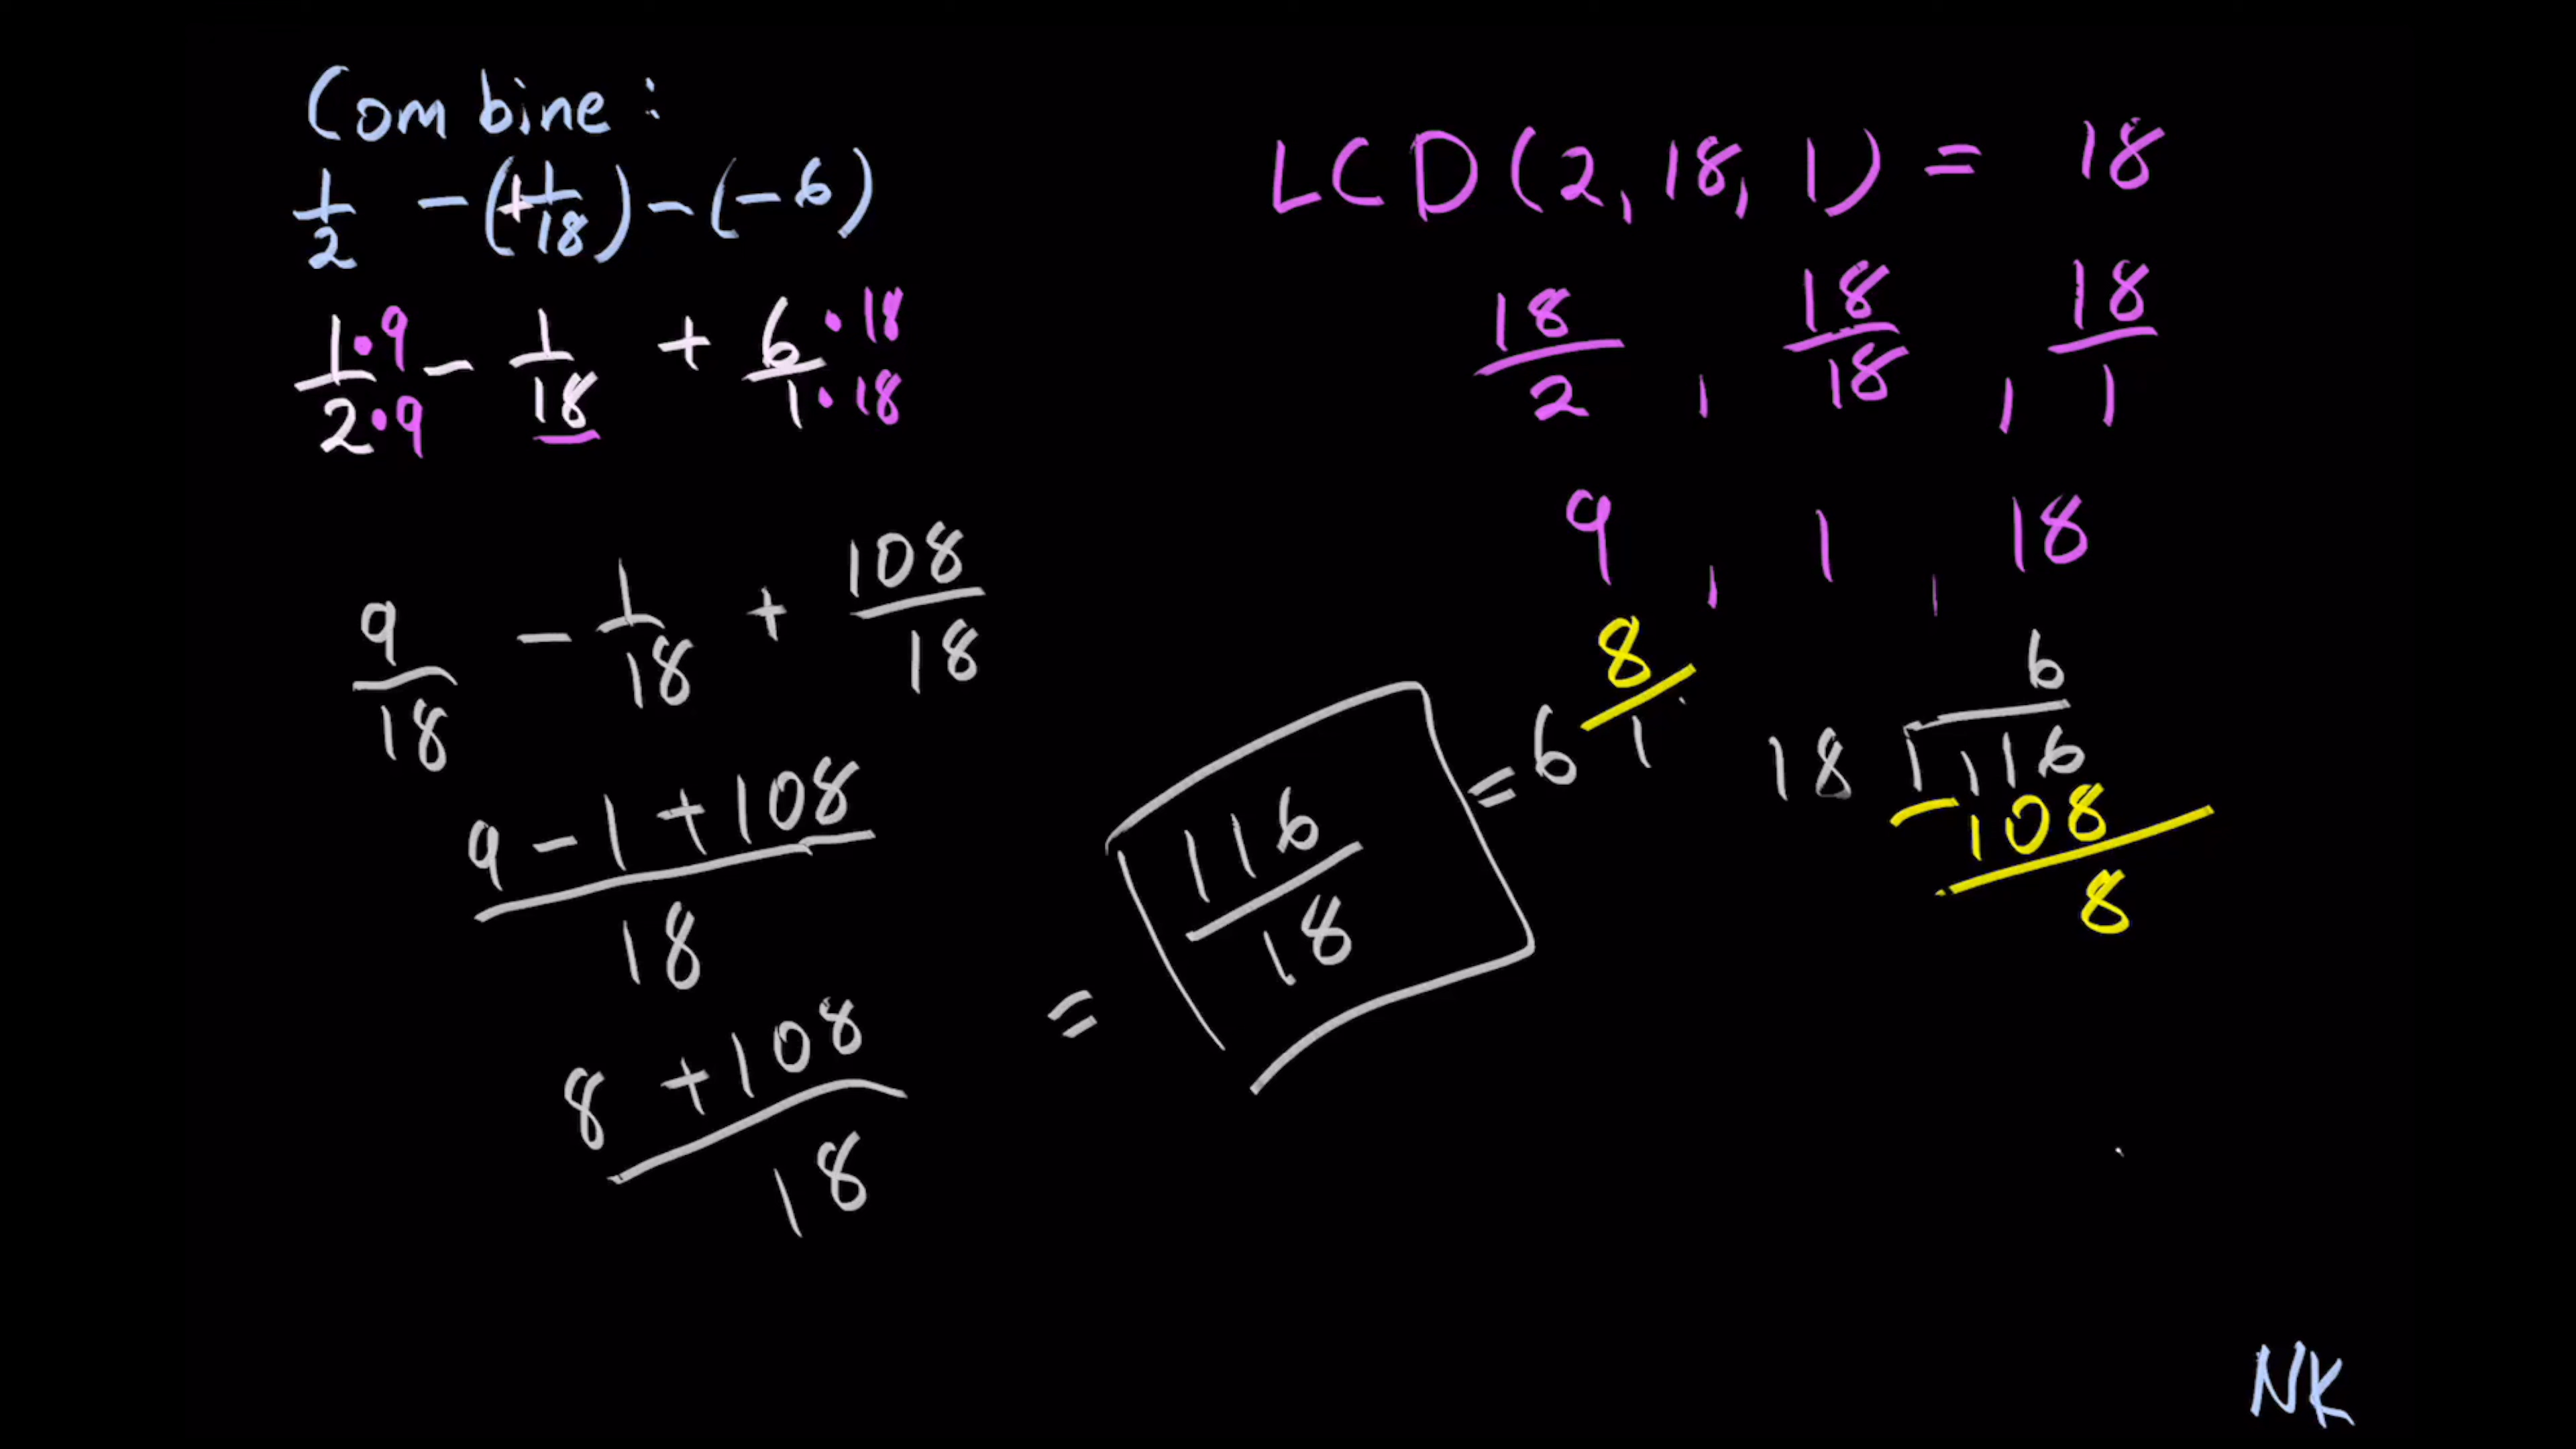 Combine:
1/2 - (+1/18) - (-6)
1·9/2·9 - 1/18 + 6·18/1·18
9/18 - 1/18 + 108/18
9 - 1 + 108/18
8 + 108/18 = 116/18 = 6 8/1
LCD(2, 18, 1) = 18
18/2, 18/18, 18/1
9, 1, 18
6
18 116
- 108
8
NK